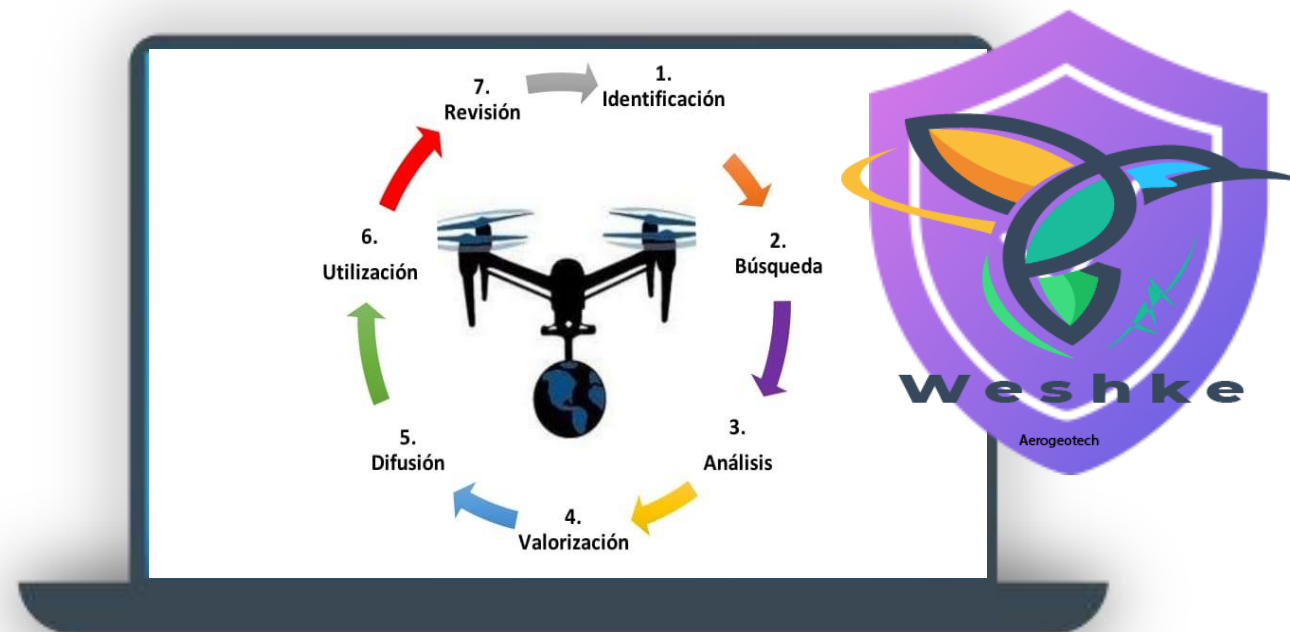 1.
Identificación
2.
Búsqueda
3.
Análisis
4.
Valorización
5.
Difusión
6.
Utilización
7.
Revisión
Weshke
Aerogeotech